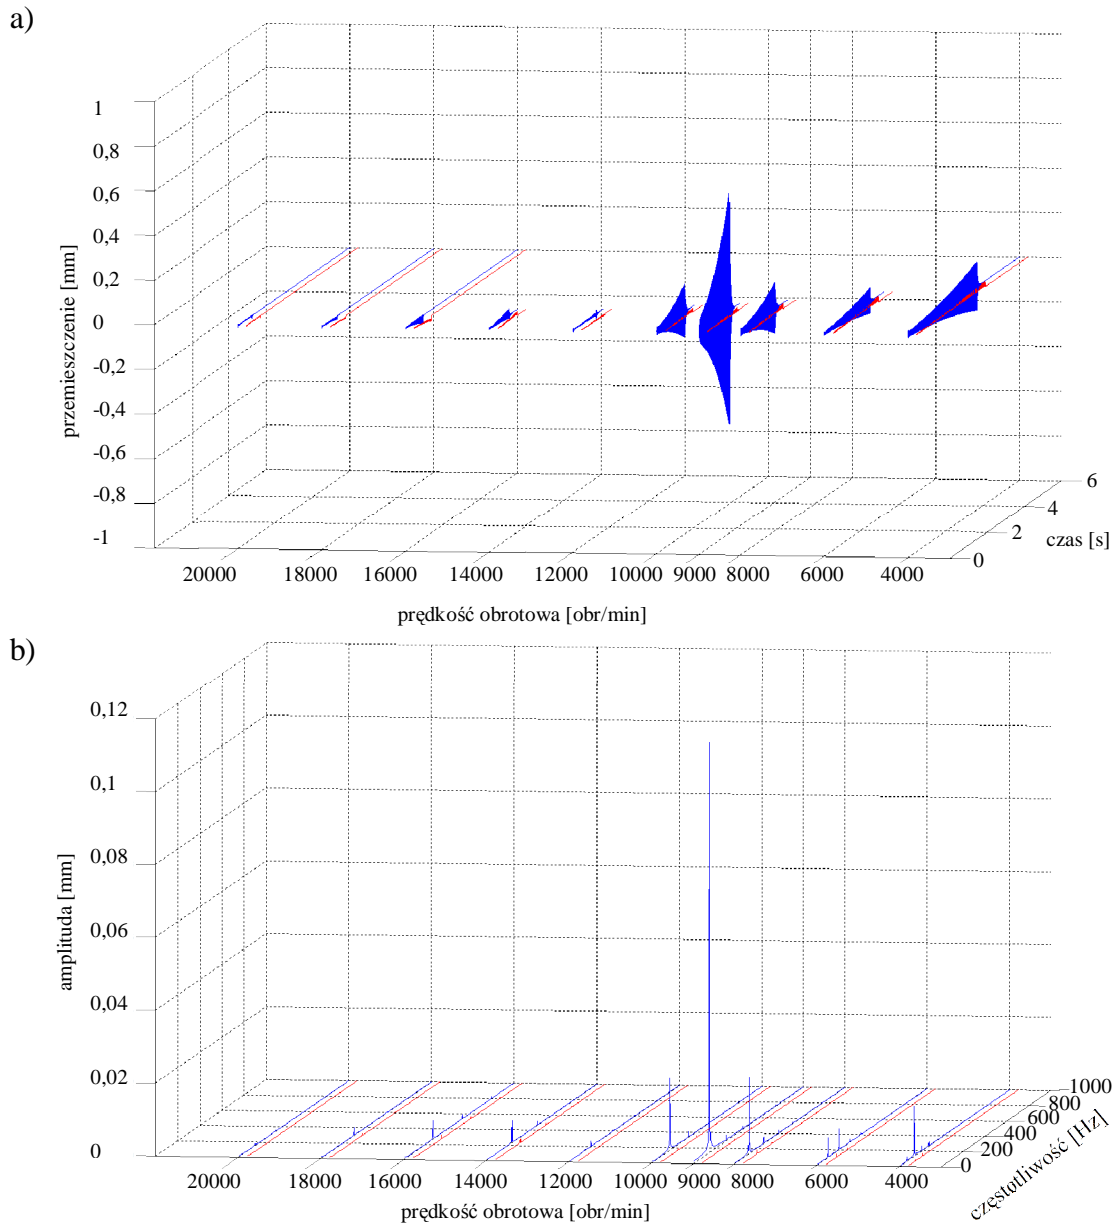 a)
1
0,8
0,6
0,4
0,2
0
-0,2
-0,4
-0,6
-0,8
-1
przemieszczenie [mm]
20000 18000 16000 14000 12000 10000 9000 8000 6000 4000
prędkość obrotowa [obr/min]
0 2 4 6
czas [s]
b)
0,12
0,1
0,08
0,06
0,04
0,02
0
amplituda [mm]
20000 18000 16000 14000 12000 10000 9000 8000 6000 4000
prędkość obrotowa [obr/min]
0 200 400 600 800 1000
częstotliwość [Hz]